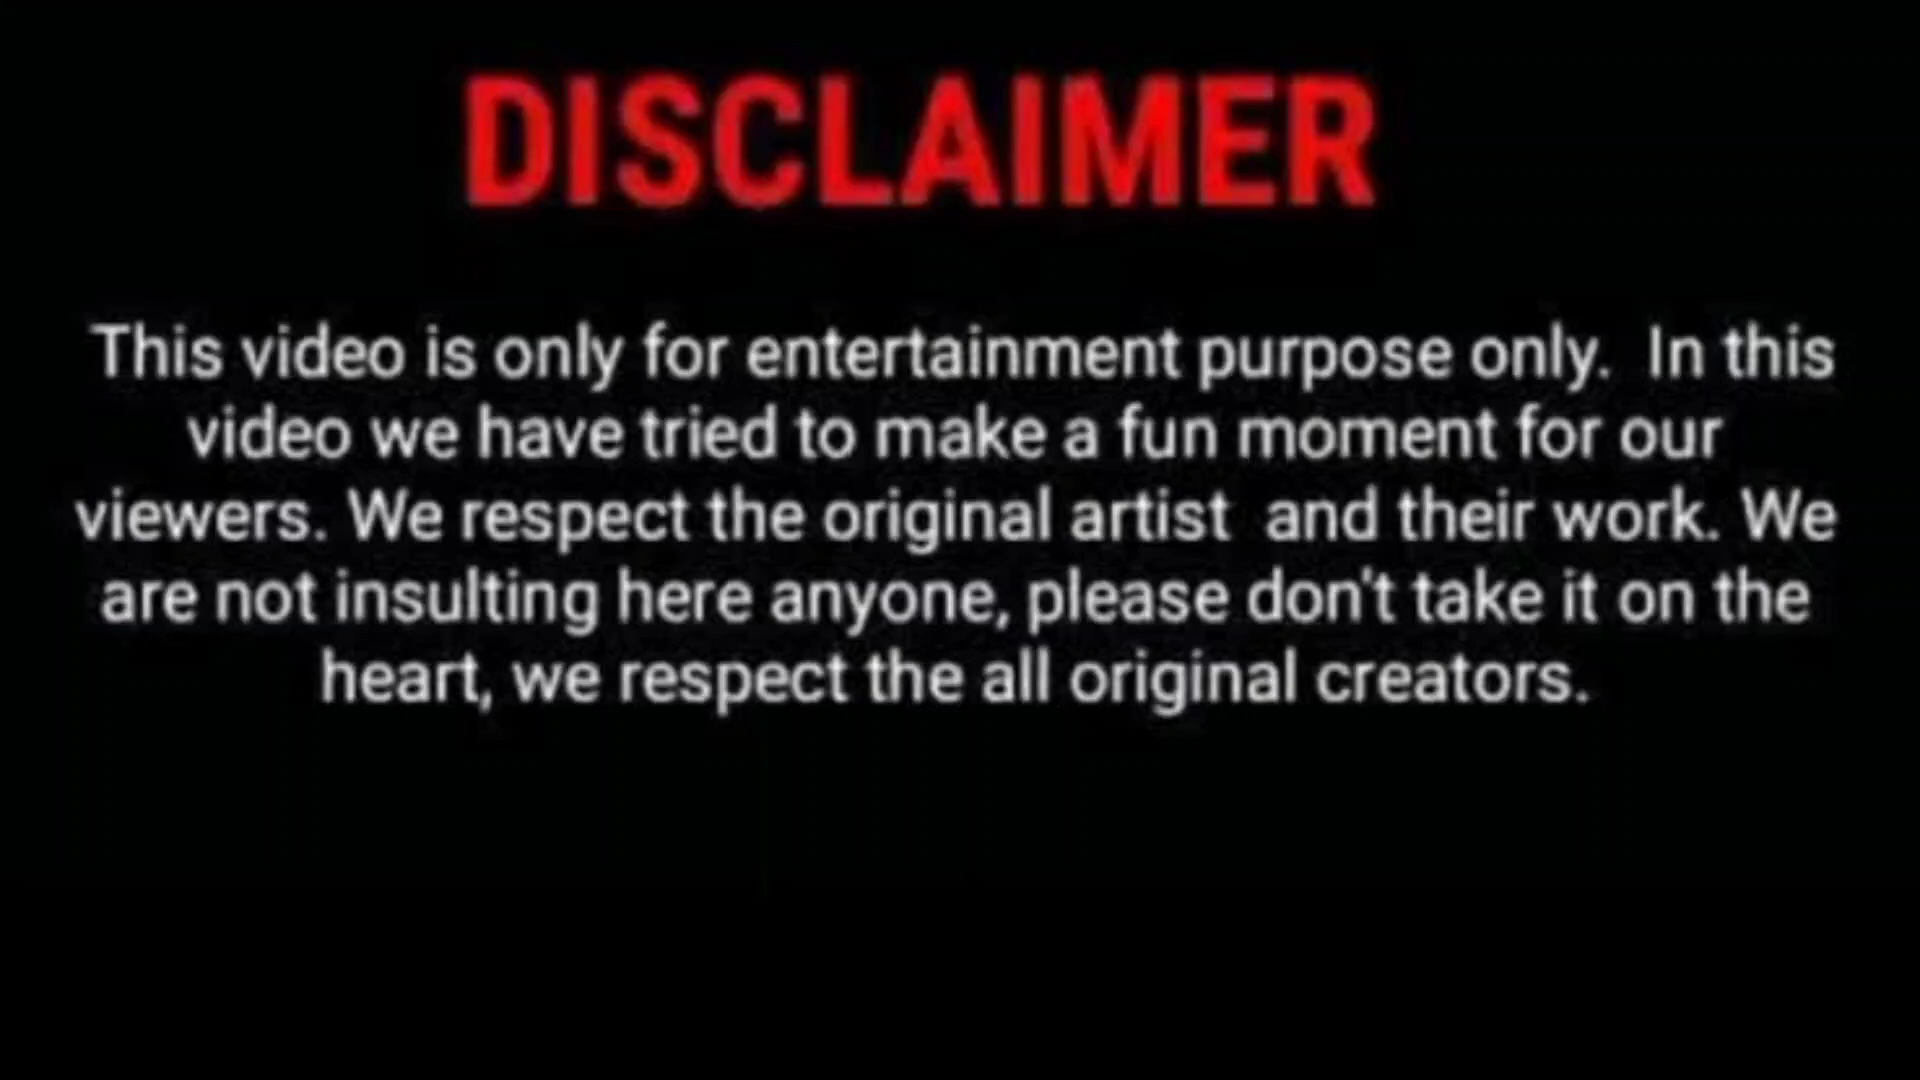 DISCLAIMER
This video is only for entertainment purpose only.  In this
video we have tried to make a fun moment for our
viewers. We respect the original artist  and their work. We
are not insulting here anyone, please don't take it on the
heart, we respect the all original creators.